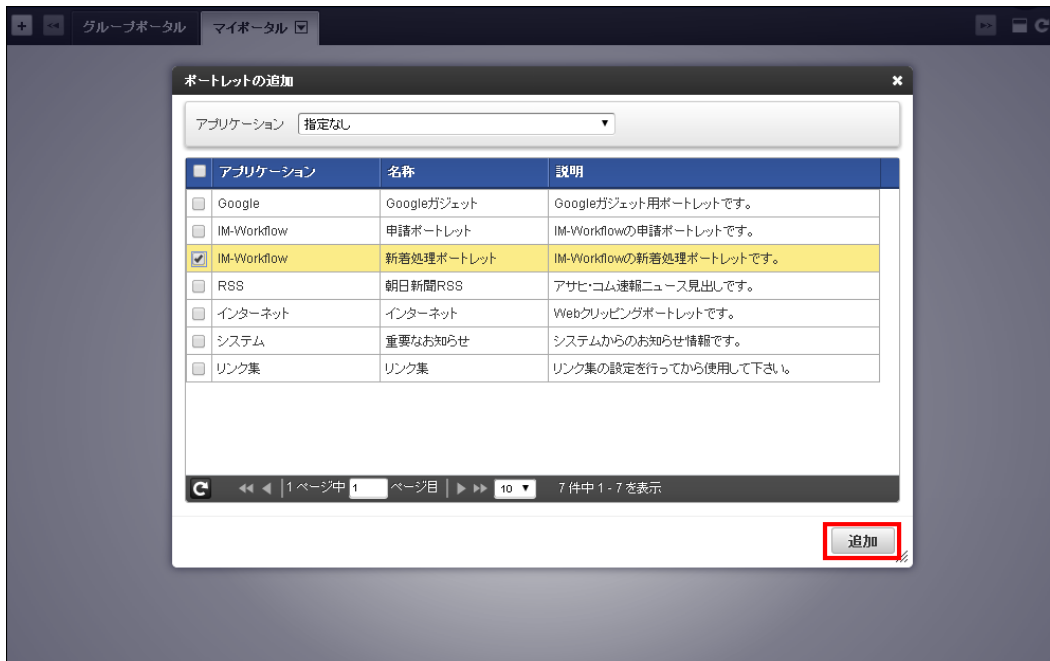 グループポータル マイポータル
ポートレットの追加
アプリケーション 指定なし
アプリケーション 名称 説明
Google Googleガジェット Googleガジェット用ポートレットです。
IM-Workflow 申請ポートレット IM-Workflowの申請ポートレットです。
IM-Workflow 新着処理ポートレット IM-Workflowの新着処理ポートレットです。
RSS 朝日新聞RSS アサヒ・コム速報ニュース見出しです。
インターネット インターネット Webクリッピングポートレットです。
システム 重要なお知らせ システムからのお知らせ情報です。
リンク集 リンク集 リンク集の設定を行ってから使用して下さい。
1 ページ中 1 ページ目 10 7 件中 1 - 7 を表示
追加